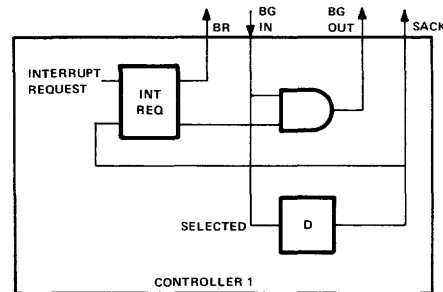 BR
BG
IN
BG
OUT
SACK
INTERRUPT
REQUEST
INT
REQ
SELECTED
D
CONTROLLER 1